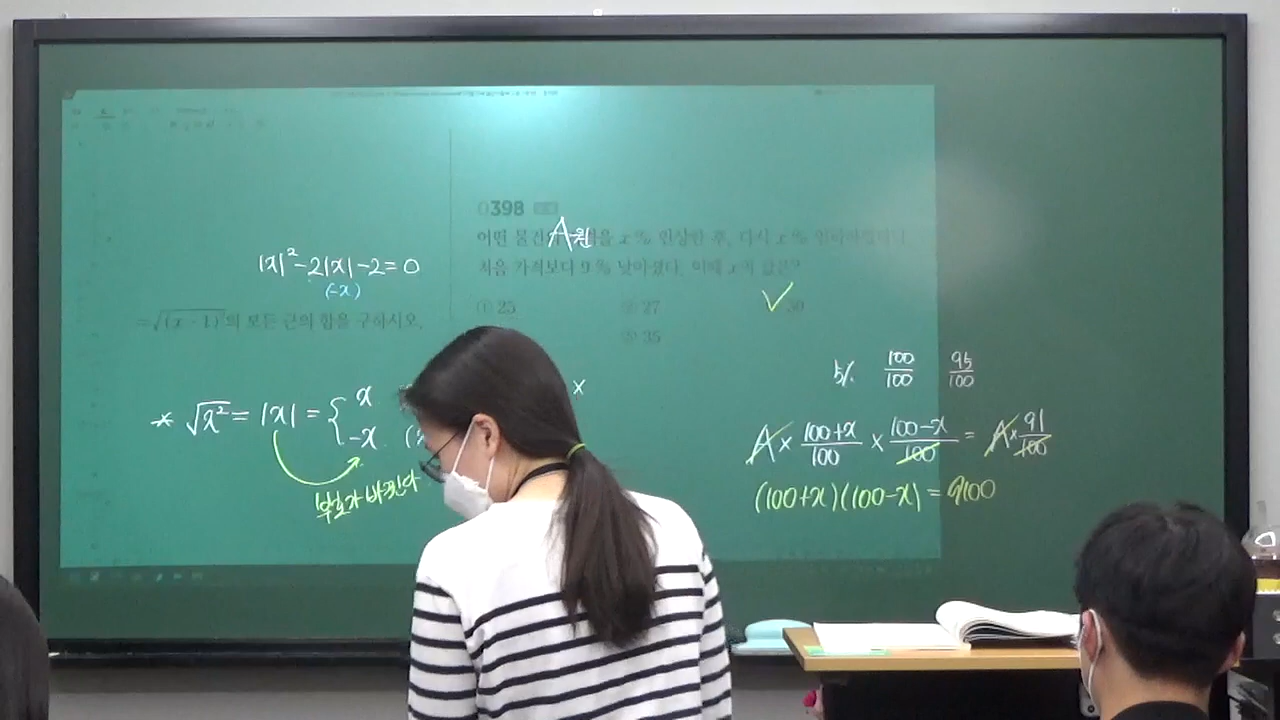 |x|²-2|x|-2=0
(-x)
=√(x-1)²의 모든 근의 합을 구하시오.
* √x² = |x| = { x
-x
부호가 바뀐다
0398
A원
어떤 물건의 을 x % 인상한 후, 다시 x % 인하하였더니
처음 가격보다 9 % 낮아졌다. 이때 x의 값은?
① 25
② 27
✓ 30
⑤ 35
x
5% 100/100 95/100
A × (100+x)/100 × (100-x)/100 = A × 91/100
(100+x)(100-x) = 9100